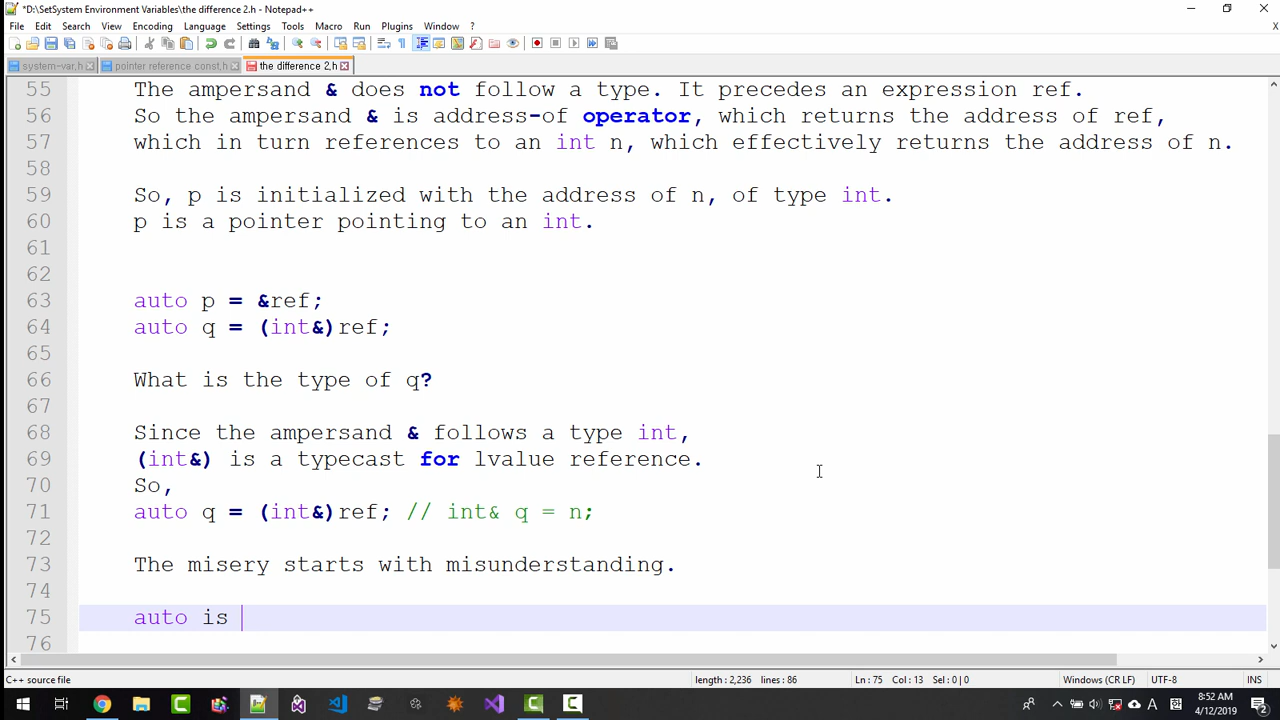 *D:\SetSystem Environment Variables\the difference 2.h - Notepad++
File Edit Search View Encoding Language Settings Tools Macro Run Plugins Window ?
system-var.h pointer reference const.h the difference 2.h
55 The ampersand & does not follow a type. It precedes an expression ref.
56 So the ampersand & is address-of operator, which returns the address of ref,
57 which in turn references to an int n, which effectively returns the address of n.
58
59 So, p is initialized with the address of n, of type int.
60 p is a pointer pointing to an int.
61
62
63 auto p = &ref;
64 auto q = (int&)ref;
65
66 What is the type of q?
67
68 Since the ampersand & follows a type int,
69 (int&) is a typecast for lvalue reference.
70 So,
71 auto q = (int&)ref; // int& q = n;
72
73 The misery starts with misunderstanding.
74
75 auto is
76
C++ source file length : 2,236 lines : 86 Ln : 75 Col : 13 Sel : 0 | 0 Windows (CR LF) UTF-8 INS
8:52 AM
4/12/2019